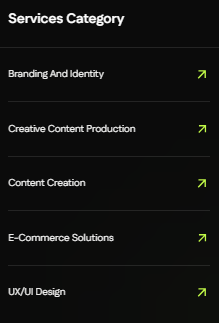 Services Category
Branding And Identity
Creative Content Production
Content Creation
E-Commerce Solutions
UX/UI Design